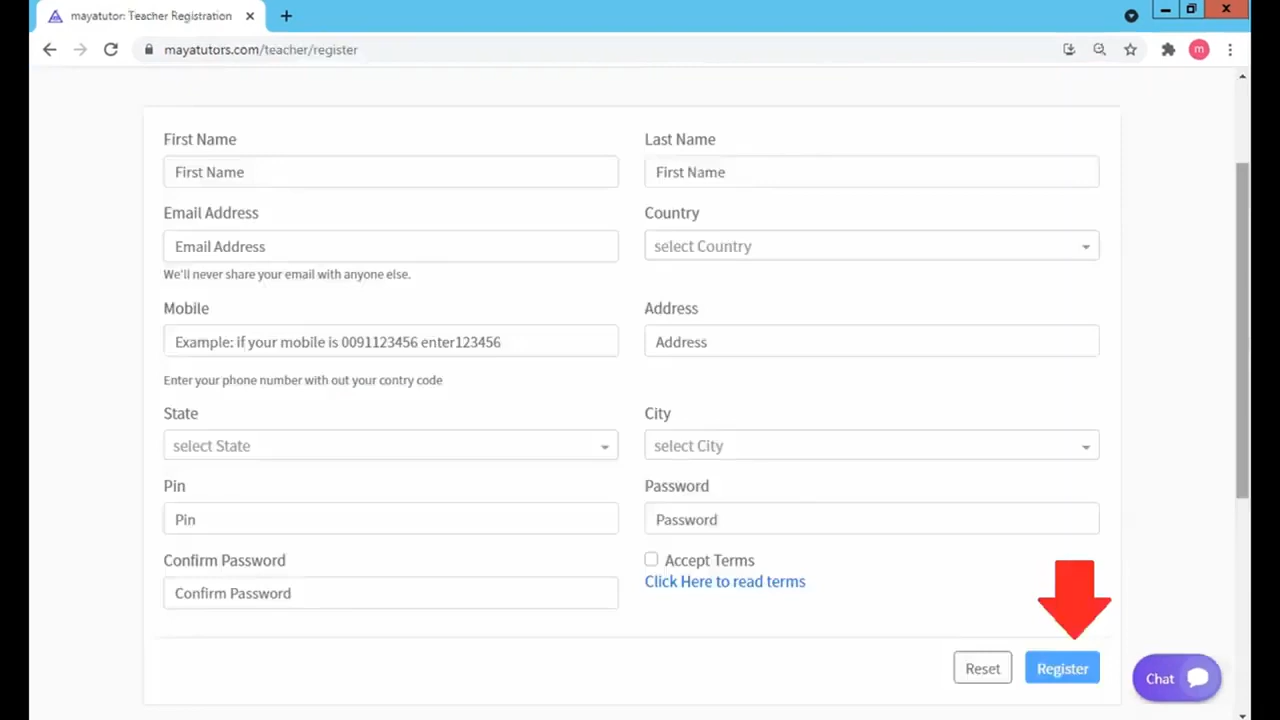 mayatutor: Teacher Registration
mayatutors.com/teacher/register
m
First Name
Last Name
First Name
First Name
Email Address
Country
Email Address
select Country
We'll never share your email with anyone else.
Mobile
Address
Example: if your mobile is 0091123456 enter123456
Address
Enter your phone number with out your contry code
State
City
select State
select City
Pin
Password
Pin
Password
Confirm Password
Accept Terms
Click Here to read terms
Confirm Password
Reset
Register
Chat